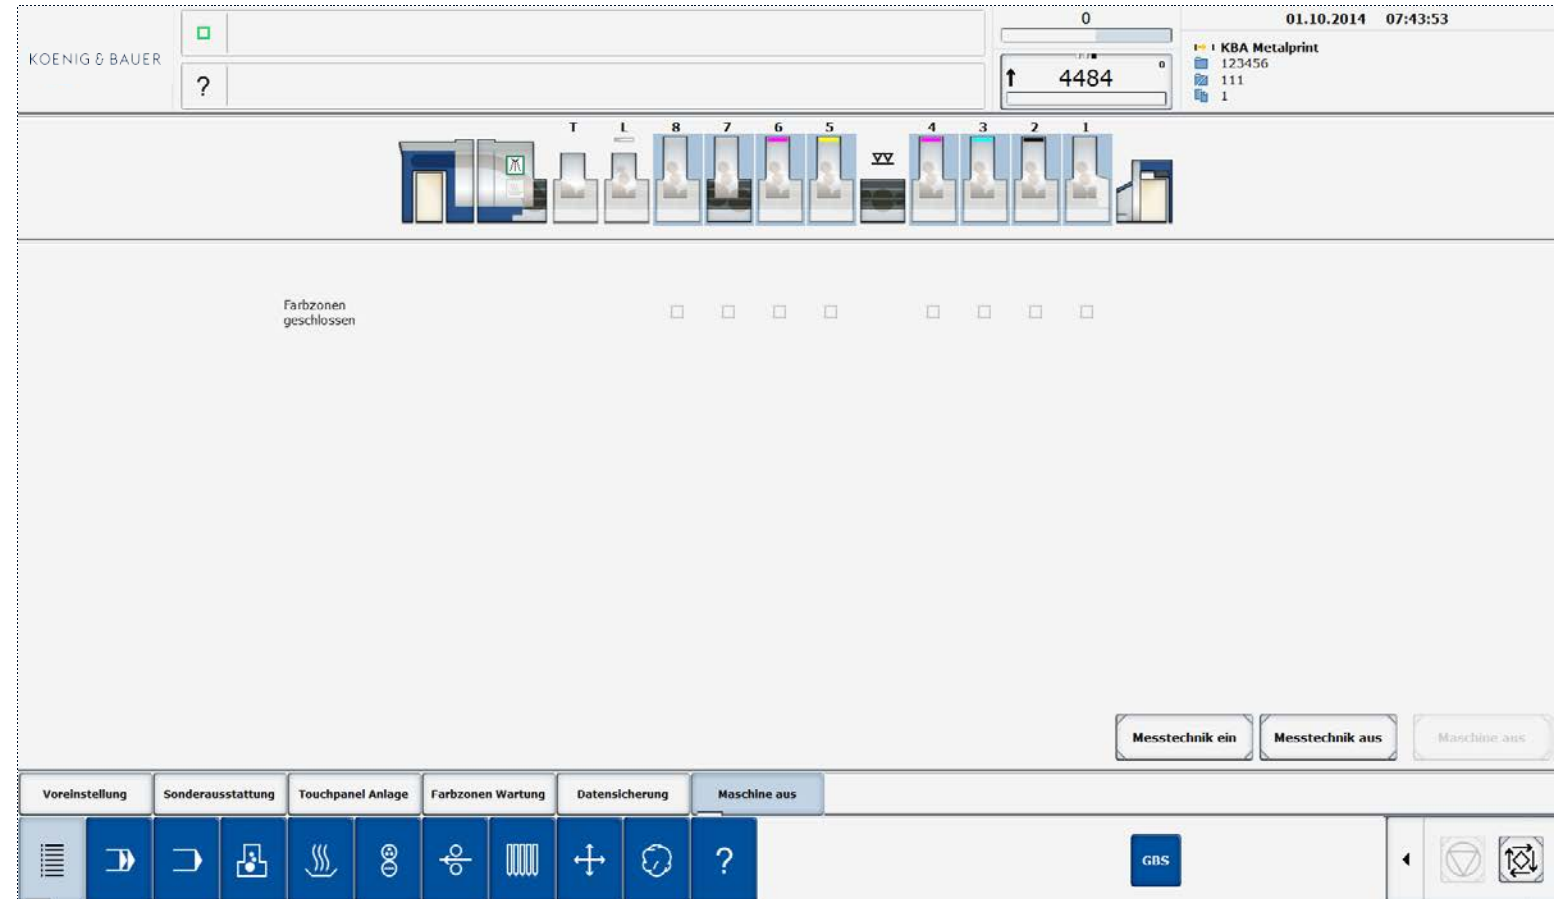 KOENIG & BAUER
?
0
4484
0
01.10.2014 07:43:53
KBA Metalprint
123456
111
1
T L 8 7 6 5 4 3 2 1
Farbzonen
geschlossen
Messtechnik ein
Messtechnik aus
Maschine aus
Voreinstellung
Sonderausstattung
Touchpanel Anlage
Farbzonen Wartung
Datensicherung
Maschine aus
?
GBS